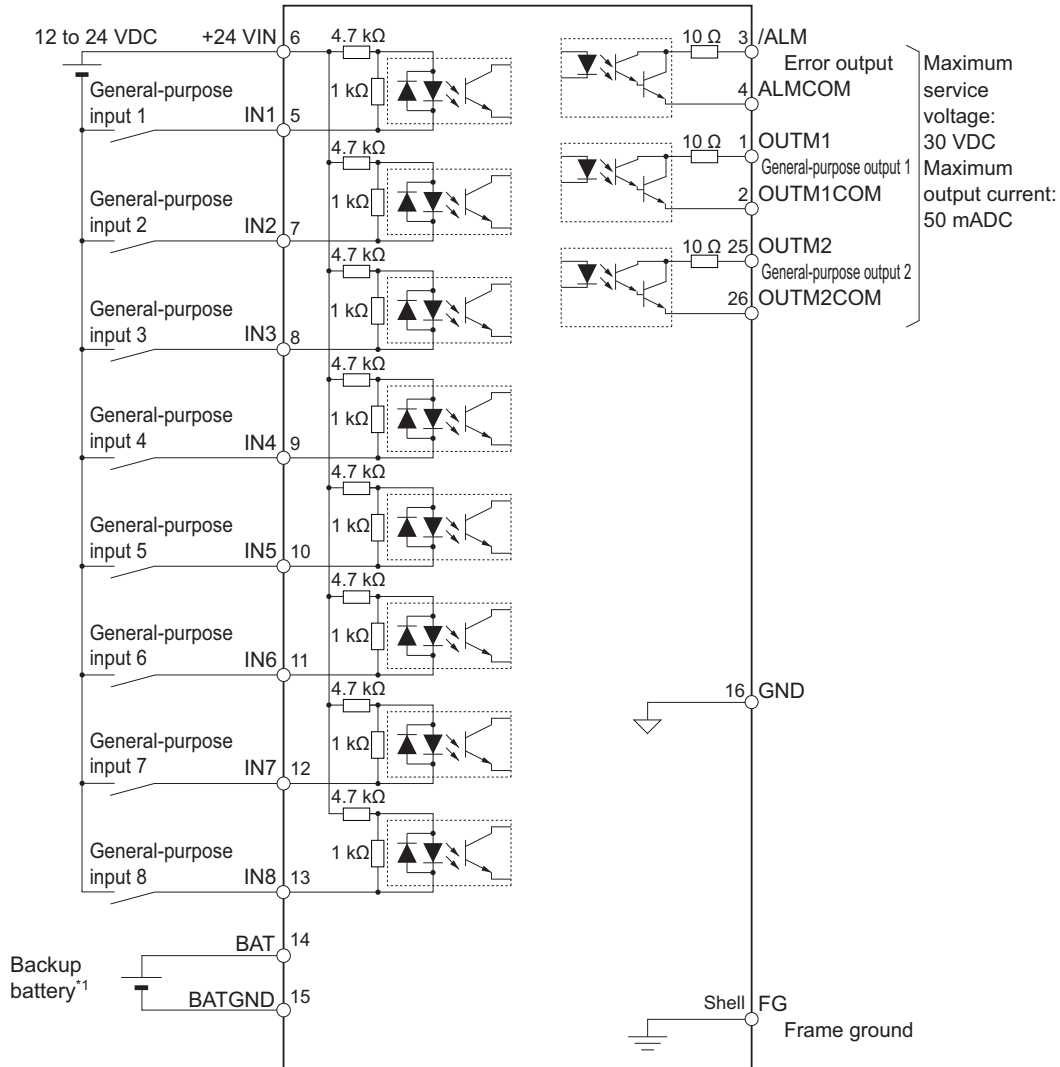 12 to 24 VDC
+24 VIN
6
4.7 kΩ
1 kΩ
General-purpose
input 1
IN1
5
4.7 kΩ
1 kΩ
General-purpose
input 2
IN2
7
4.7 kΩ
1 kΩ
General-purpose
input 3
IN3
8
4.7 kΩ
1 kΩ
General-purpose
input 4
IN4
9
4.7 kΩ
1 kΩ
General-purpose
input 5
IN5
10
4.7 kΩ
1 kΩ
General-purpose
input 6
IN6
11
4.7 kΩ
1 kΩ
General-purpose
input 7
IN7
12
4.7 kΩ
1 kΩ
General-purpose
input 8
IN8
13
BAT
14
Backup
battery*1
BATGND
15
10 Ω
3
/ALM
Error output
4
ALMCOM
10 Ω
1
OUTM1
General-purpose output 1
2
OUTM1COM
10 Ω
25
OUTM2
General-purpose output 2
26
OUTM2COM
Maximum
service
voltage:
30 VDC
Maximum
output current:
50 mADC
16
GND
Shell
FG
Frame ground